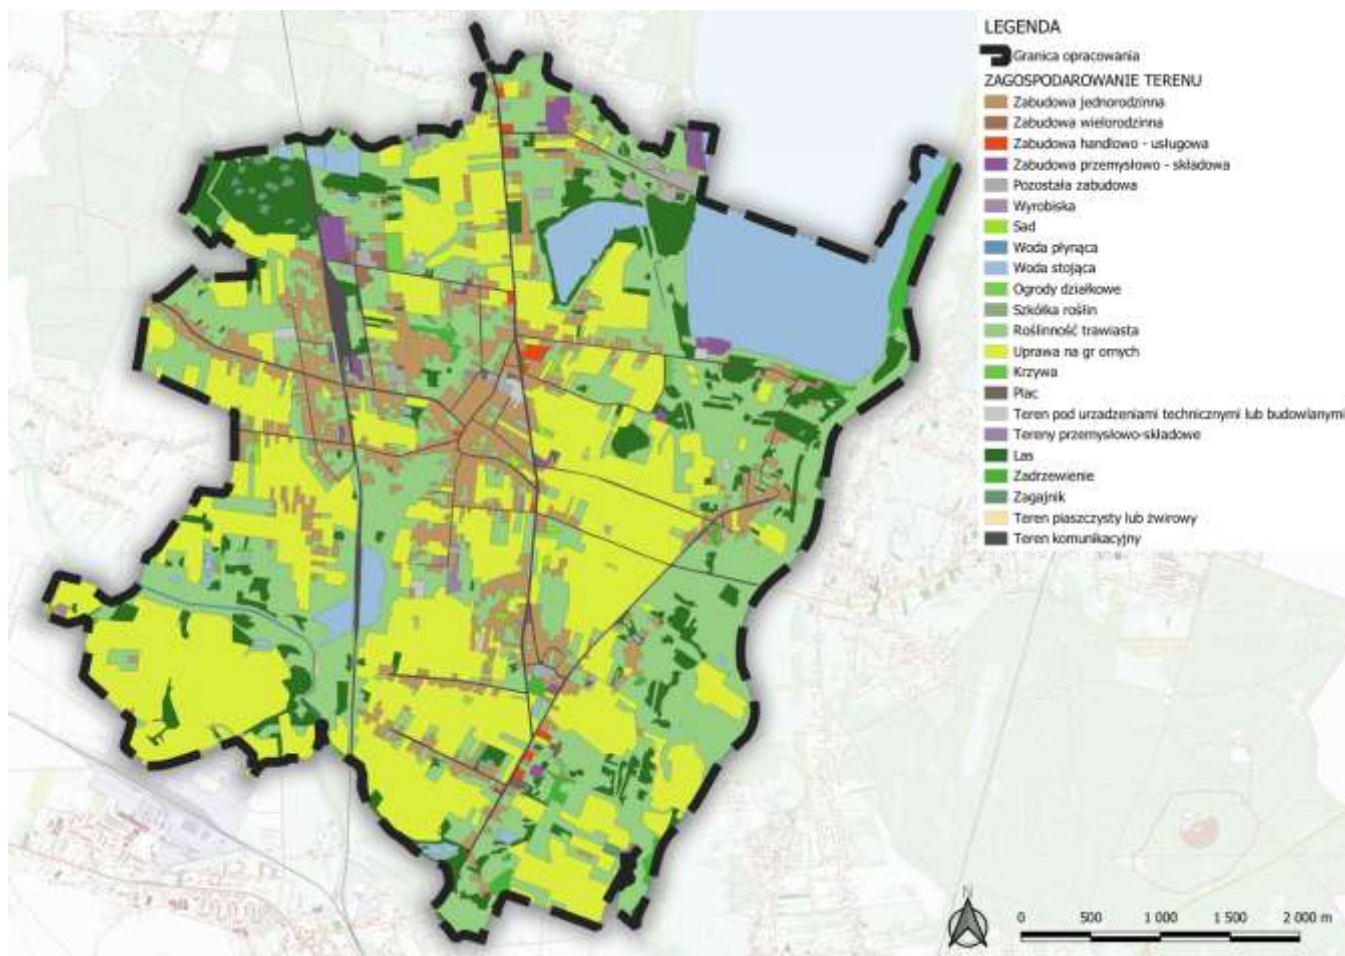 LEGENDA
Granica opracowania
ZAGOSPODAROWANIE TERENU
Zabudowa jednorodzinna
Zabudowa wielorodzinna
Zabudowa handlowo - usługowa
Zabudowa przemysłowo - składowa
Pozostała zabudowa
Wyrobiska
Sad
Woda płynąca
Woda stojąca
Ogrody działkowe
Szkółka roślin
Roślinność trawiasta
Uprawa na gr ornych
Krzywa
Plac
Teren pod urzadzeniami technicznymi lub budowlanymi
Tereny przemysłowo-składowe
Las
Zadrzewienie
Zagajnik
Teren piaszczysty lub żwirowy
Teren komunikacyjny
N
0 500 1 000 1 500 2 000 m